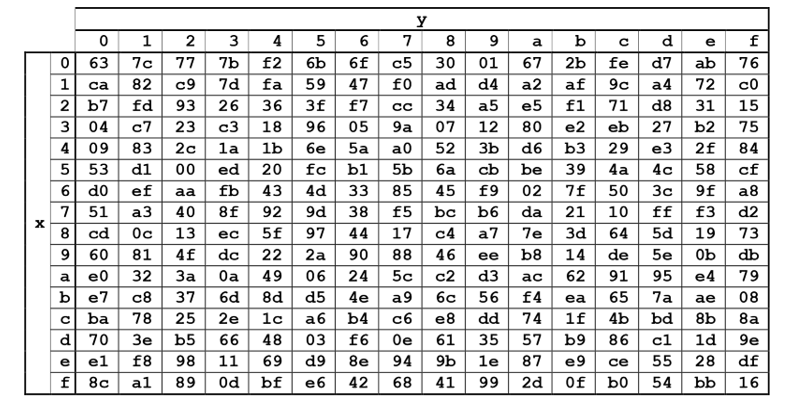 y
0 1 2 3 4 5 6 7 8 9 a b c d e f
0 63 7c 77 7b f2 6b 6f c5 30 01 67 2b fe d7 ab 76
1 ca 82 c9 7d fa 59 47 f0 ad d4 a2 af 9c a4 72 c0
2 b7 fd 93 26 36 3f f7 cc 34 a5 e5 f1 71 d8 31 15
3 04 c7 23 c3 18 96 05 9a 07 12 80 e2 eb 27 b2 75
4 09 83 2c 1a 1b 6e 5a a0 52 3b d6 b3 29 e3 2f 84
5 53 d1 00 ed 20 fc b1 5b 6a cb be 39 4a 4c 58 cf
6 d0 ef aa fb 43 4d 33 85 45 f9 02 7f 50 3c 9f a8
7 51 a3 40 8f 92 9d 38 f5 bc b6 da 21 10 ff f3 d2
x 8 cd 0c 13 ec 5f 97 44 17 c4 a7 7e 3d 64 5d 19 73
9 60 81 4f dc 22 2a 90 88 46 ee b8 14 de 5e 0b db
a e0 32 3a 0a 49 06 24 5c c2 d3 ac 62 91 95 e4 79
b e7 c8 37 6d 8d d5 4e a9 6c 56 f4 ea 65 7a ae 08
c ba 78 25 2e 1c a6 b4 c6 e8 dd 74 1f 4b bd 8b 8a
d 70 3e b5 66 48 03 f6 0e 61 35 57 b9 86 c1 1d 9e
e e1 f8 98 11 69 d9 8e 94 9b 1e 87 e9 ce 55 28 df
f 8c a1 89 0d bf e6 42 68 41 99 2d 0f b0 54 bb 16